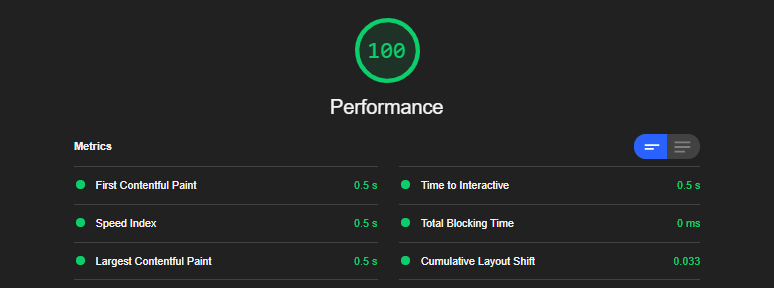 100
Performance
Metrics
First Contentful Paint 0.5 s
Time to Interactive 0.5 s
Speed Index 0.5 s
Total Blocking Time 0 ms
Largest Contentful Paint 0.5 s
Cumulative Layout Shift 0.033